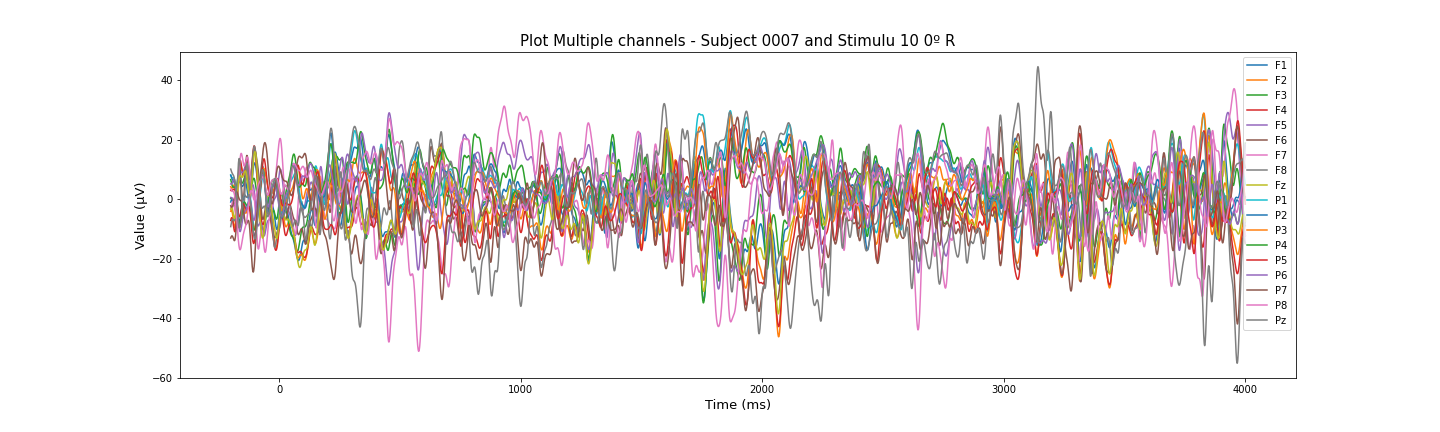 Plot Multiple channels - Subject 0007 and Stimulu 10 0º R
Value (µV)
40
20
0
−20
−40
−60
0
1000
2000
3000
4000
Time (ms)
F1
F2
F3
F4
F5
F6
F7
F8
Fz
P1
P2
P3
P4
P5
P6
P7
P8
Pz